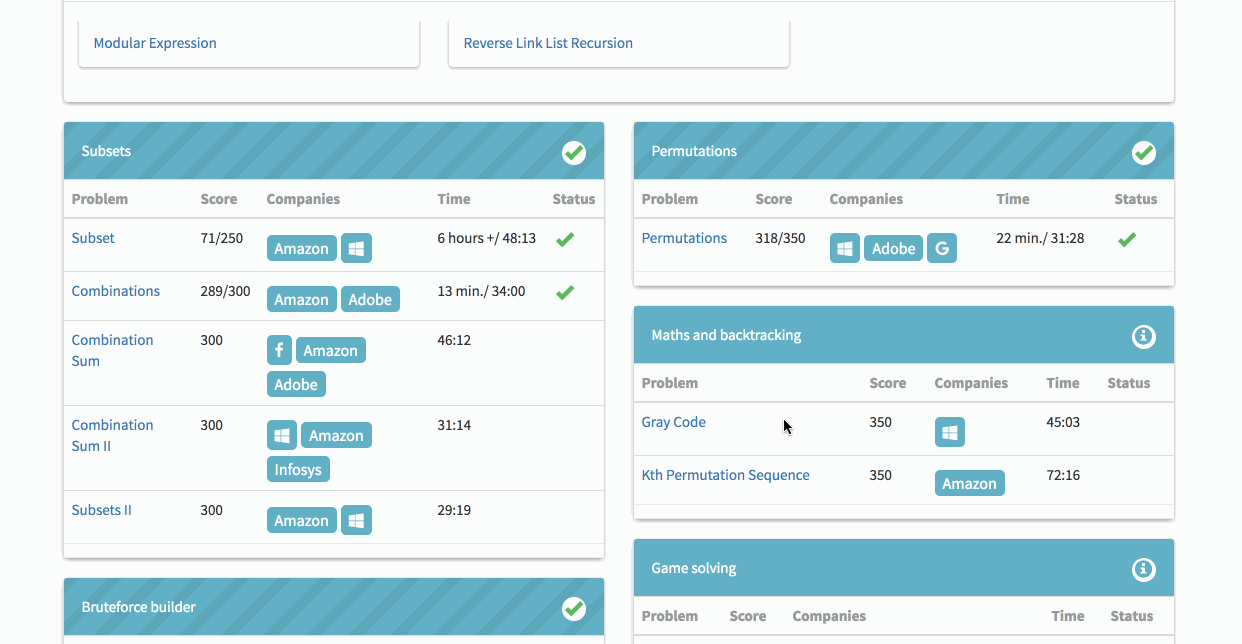 Modular Expression
Reverse Link List Recursion
Subsets
Problem Score Companies Time Status
Subset 71/250 Amazon 6 hours +/ 48:13
Combinations 289/300 Amazon Adobe 13 min./ 34:00
Combination Sum 300 Amazon Adobe 46:12
Combination Sum II 300 Amazon Infosys 31:14
Subsets II 300 Amazon 29:19
Bruteforce builder
Permutations
Problem Score Companies Time Status
Permutations 318/350 Adobe G 22 min./ 31:28
Maths and backtracking
Problem Score Companies Time Status
Gray Code 350 45:03
Kth Permutation Sequence 350 Amazon 72:16
Game solving
Problem Score Companies Time Status